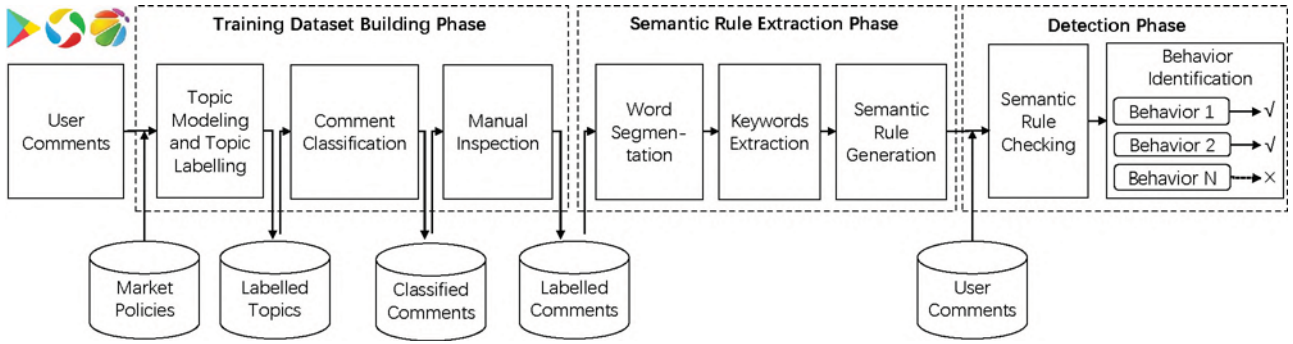 Training Dataset Building Phase
Semantic Rule Extraction Phase
Detection Phase
User
Comments
Topic
Modeling
and Topic
Labelling
Comment
Classification
Manual
Inspection
Word
Segmen-
tation
Keywords
Extraction
Semantic
Rule
Generation
Semantic
Rule
Checking
Behavior
Identification
Behavior 1
√
Behavior 2
√
Behavior N
×
Market
Policies
Labelled
Topics
Classified
Comments
Labelled
Comments
User
Comments